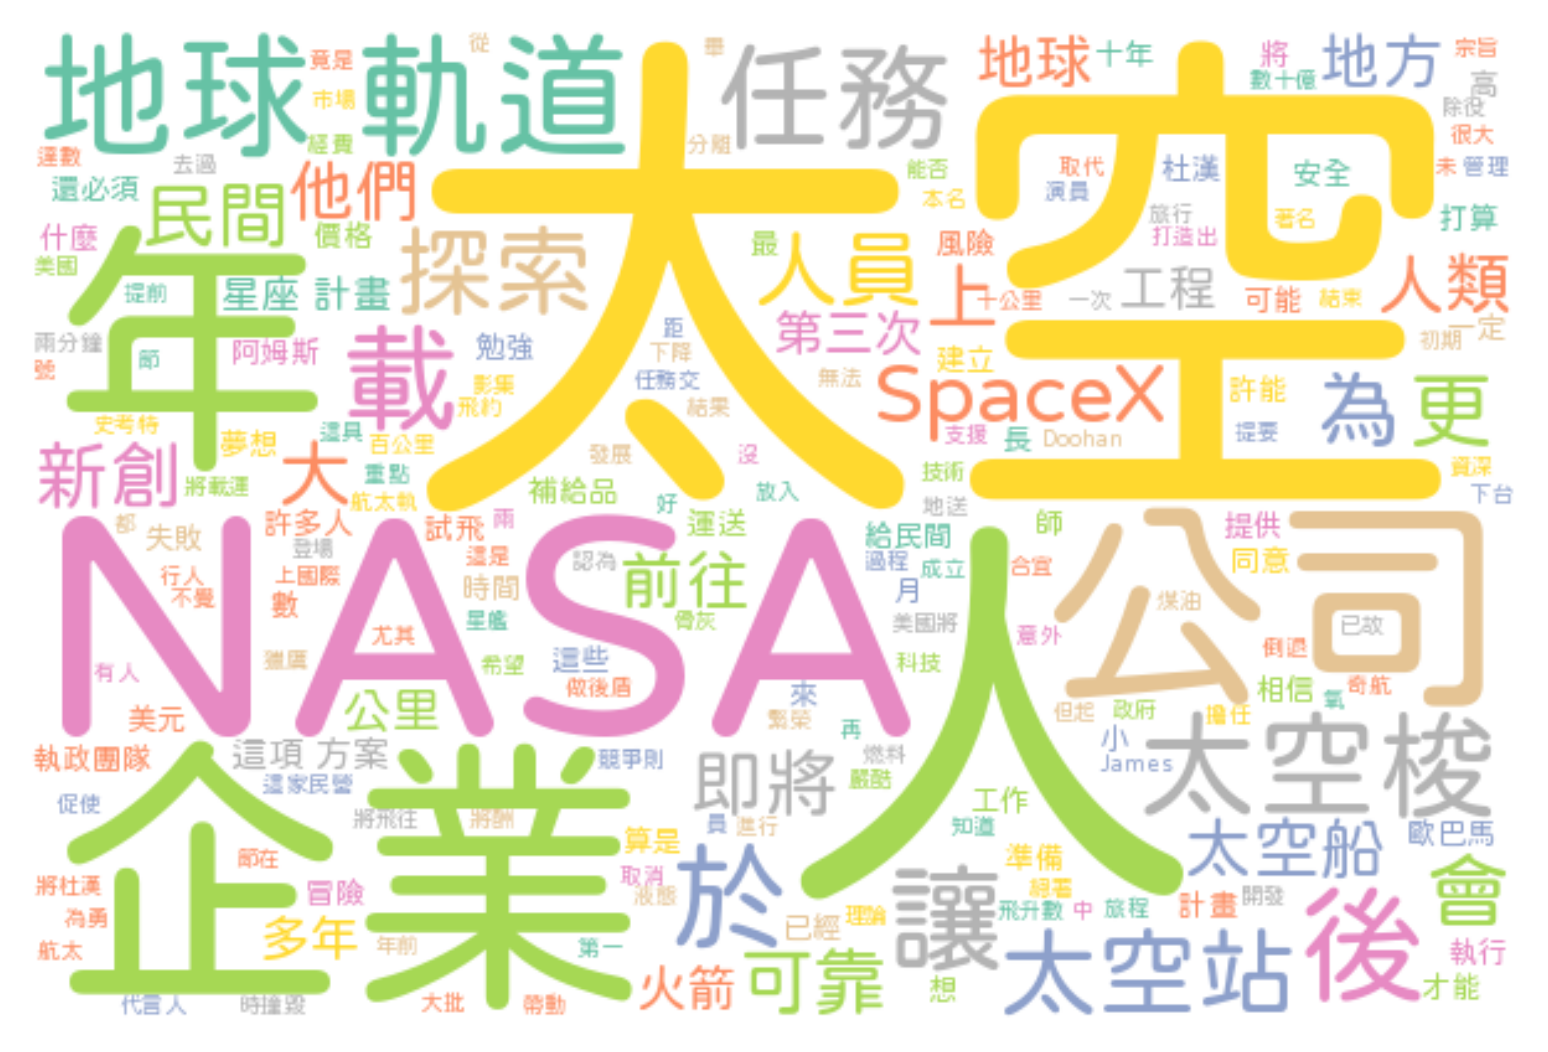 地球軌道
竟是
市場
經費
從
太空
畢
任務
分離
地球
十年
將
數十億
地方
宗旨
高
除役
很大
達數
去過
還必須
民間
他們
價格
能否
本名
取代
演員
杜漢
旅行
打造出
安全
著名
未
管理
打算
什麼
美國
提前
年
星座
計畫
探索
最
人員
風險
上
十公里
一次
工程
可能
結束
人類
初期
一定
兩分鐘
號
節
阿姆斯
載
勉強
影集
飛約
距
下降
任務交
結果
第三次
無法
建立
SpaceX
許能
為
更
史考特
夢想
這具
百公里
重點
航太軌
發展
沒
支援
長
Doohan
提要
資深
下台
新創
將載運
大
補給品
好
放入
技術
地送
都
失敗
許多人
登場
試飛
兩
這是
運送
給民間
師
公司
提供
同意
NASA
行人
不覺
上國際
數
時間
認為
前往
過程
成立
月
人
合宜
煤油
已故
尤其
星艦
骨灰
美國將
意外
倒退
有人
獵鷹
希望
這些
做後盾
科技
相信
氧
奇航
美元
公里
來
繁榮
再
但起
政府
擔任
執政團隊
這項
方案
這家民營
競爭則
即將
燃料
嚴酷
小
James
太空梭
促使
企業
將飛往
將酬
算是
員
進行
工作
知道
太空船
歐巴馬
節在
將杜漢
為勇
冒險
取消
液態
於
準備
讓
飛升數
中
旅程
計畫
開發
後
會
航太
多年
年前
第一
已經
理論
執行
代言人
時撞毀
大批
帶動
火箭
可靠
想
太空站
才能